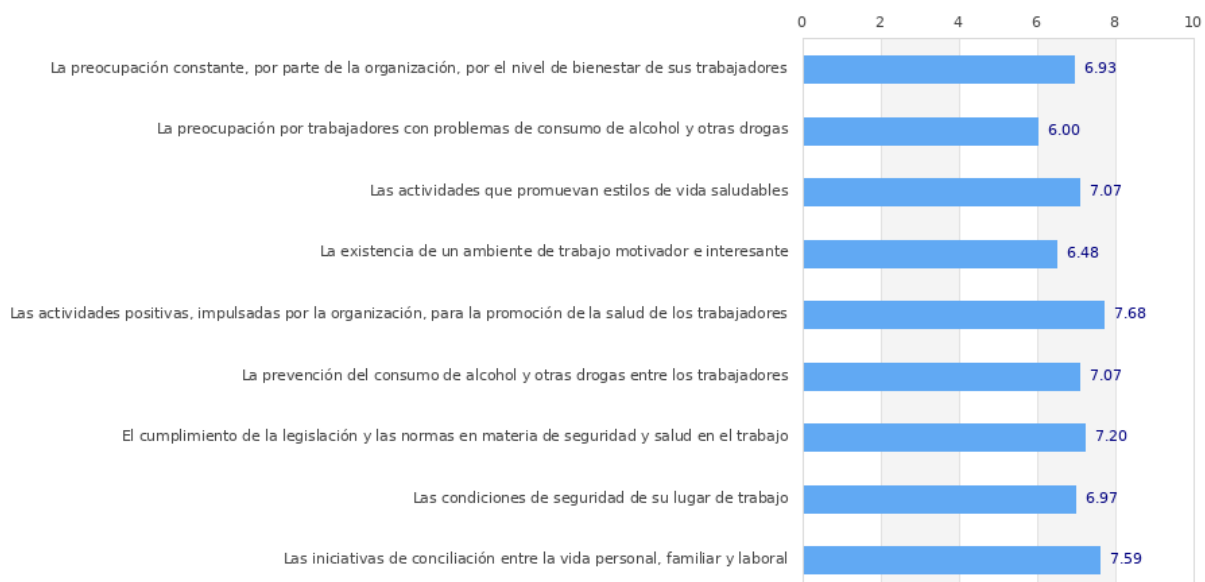 0 2 4 6 8 10
La preocupación constante, por parte de la organización, por el nivel de bienestar de sus trabajadores 6.93
La preocupación por trabajadores con problemas de consumo de alcohol y otras drogas 6.00
Las actividades que promuevan estilos de vida saludables 7.07
La existencia de un ambiente de trabajo motivador e interesante 6.48
Las actividades positivas, impulsadas por la organización, para la promoción de la salud de los trabajadores 7.68
La prevención del consumo de alcohol y otras drogas entre los trabajadores 7.07
El cumplimiento de la legislación y las normas en materia de seguridad y salud en el trabajo 7.20
Las condiciones de seguridad de su lugar de trabajo 6.97
Las iniciativas de conciliación entre la vida personal, familiar y laboral 7.59